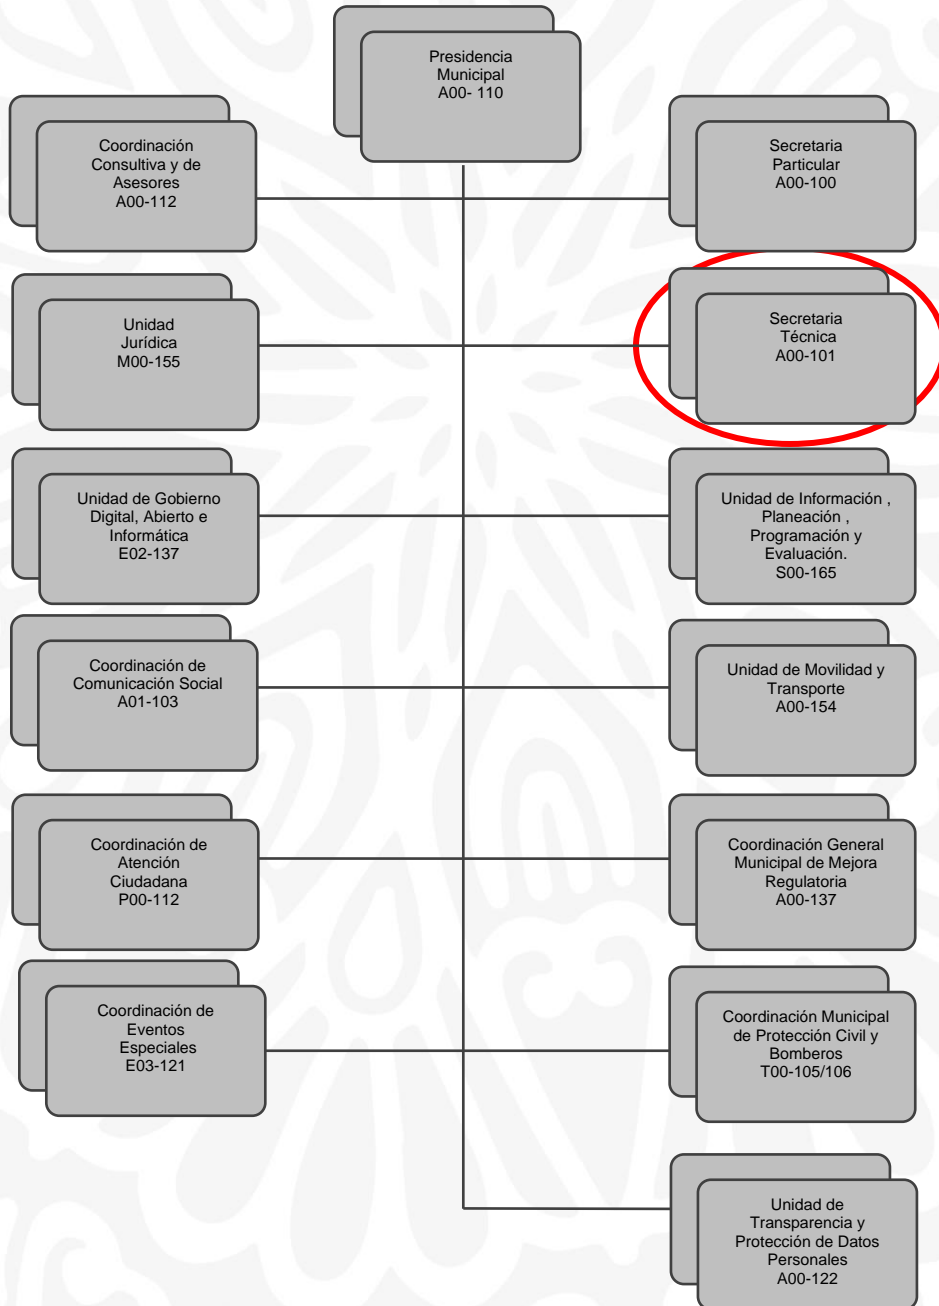 Presidencia
Municipal
A00- 110
Coordinación
Consultiva y de
Asesores
A00-112
Secretaria
Particular
A00-100
Unidad
Jurídica
M00-155
Secretaria
Técnica
A00-101
Unidad de Gobierno
Digital, Abierto e
Informática
E02-137
Unidad de Información ,
Planeación ,
Programación y
Evaluación.
S00-165
Coordinación de
Comunicación Social
A01-103
Unidad de Movilidad y
Transporte
A00-154
Coordinación de
Atención
Ciudadana
P00-112
Coordinación General
Municipal de Mejora
Regulatoria
A00-137
Coordinación de
Eventos
Especiales
E03-121
Coordinación Municipal
de Protección Civil y
Bomberos
T00-105/106
Unidad de
Transparencia y
Protección de Datos
Personales
A00-122